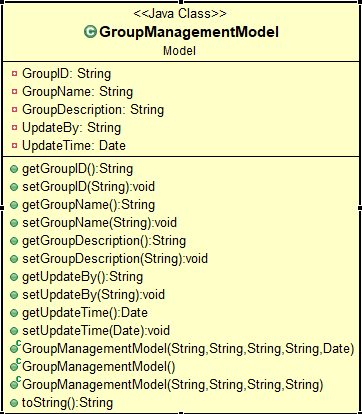 <<Java Class>>
GroupManagementModel
Model
GroupID: String
GroupName: String
GroupDescription: String
UpdateBy: String
UpdateTime: Date
getGroupID():String
setGroupID(String):void
getGroupName():String
setGroupName(String):void
getGroupDescription():String
setGroupDescription(String):void
getUpdateBy():String
setUpdateBy(String):void
getUpdateTime():Date
setUpdateTime(Date):void
GroupManagementModel(String,String,String,String,Date)
GroupManagementModel()
GroupManagementModel(String,String,String,String)
toString():String